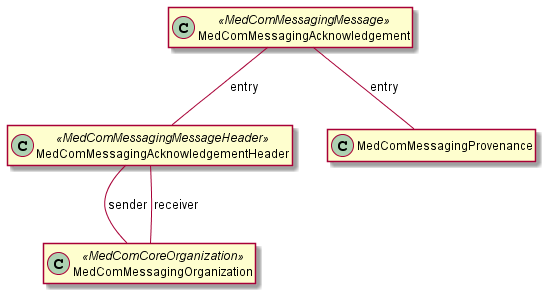 C
«MedComMessagingMessage»
MedComMessagingAcknowledgement
entry
entry
C
«MedComMessagingMessageHeader»
MedComMessagingAcknowledgementHeader
C
MedComMessagingProvenance
sender
receiver
C
«MedComCoreOrganization»
MedComMessagingOrganization